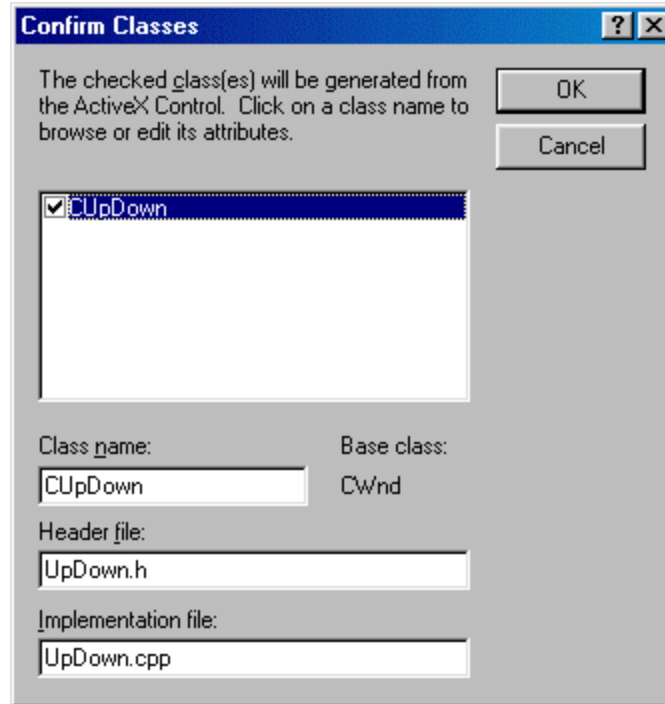 Confirm Classes
The checked class(es) will be generated from
the ActiveX Control. Click on a class name to
browse or edit its attributes.
OK
Cancel
CUpDown
Class name:
Base class:
CUpDown
CWnd
Header file:
UpDown.h
Implementation file:
UpDown.cpp